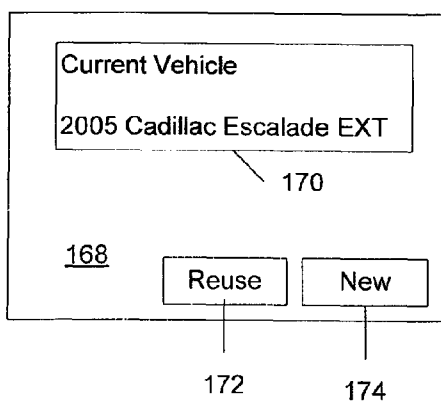 Current Vehicle
2005 Cadillac Escalade EXT
170
168
Reuse
New
172
174